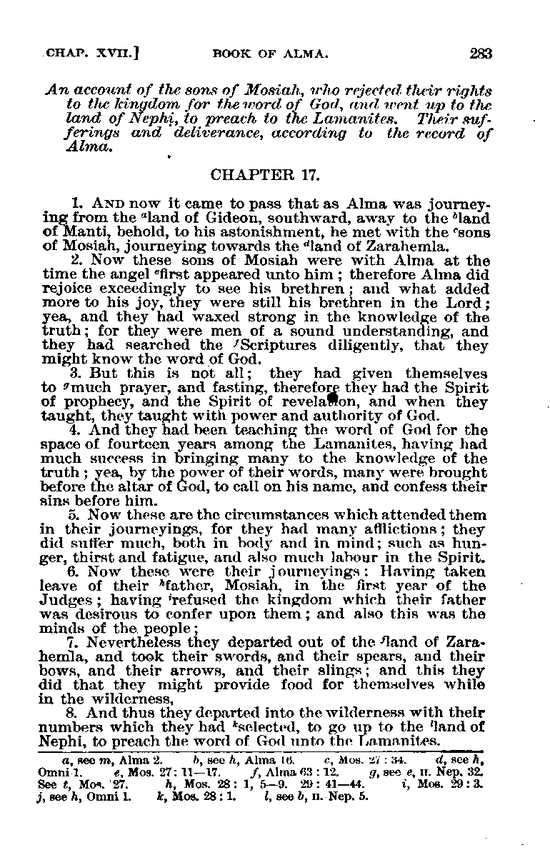 CHAP. XVII.] BOOK OF ALMA. 283
An account of the sons of Mosiah, who rejected their rights
to the kingdom for the word of God, and went up to the
land of Nephi, to preach to the Lamanites. Their suf-
ferings and deliverance, according to the record of
Alma.
CHAPTER 17.
1. AND now it came to pass that as Alma was journey-
ing from the ᵃland of Gideon, southward, away to the ᵇland
of Manti, behold, to his astonishment, he met with the ᶜsons
of Mosiah, journeying towards the ᵈland of Zarahemla.
2. Now these sons of Mosiah were with Alma at the
time the angel ᵉfirst appeared unto him ; therefore Alma did
rejoice exceedingly to see his brethren ; and what added
more to his joy, they were still his brethren in the Lord ;
yea, and they had waxed strong in the knowledge of the
truth ; for they were men of a sound understanding, and
they had searched the ᶠScriptures diligently, that they
might know the word of God.
3. But this is not all ; they had given themselves
to ᵍmuch prayer, and fasting, therefore they had the Spirit
of prophecy, and the Spirit of revelation, and when they
taught, they taught with power and authority of God.
4. And they had been teaching the word of God for the
space of fourteen years among the Lamanites, having had
much success in bringing many to the knowledge of the
truth ; yea, by the power of their words, many were brought
before the altar of God, to call on his name, and confess their
sins before him.
5. Now these are the circumstances which attended them
in their journeyings, for they had many afflictions ; they
did suffer much, both in body and in mind ; such as hun-
ger, thirst and fatigue, and also much labour in the Spirit.
6. Now these were their journeyings : Having taken
leave of their ʰfather, Mosiah, in the first year of the
Judges ; having ⁱrefused the kingdom which their father
was desirous to confer upon them ; and also this was the
minds of the people ;
7. Nevertheless they departed out of the ʲland of Zara-
hemla, and took their swords, and their spears, and their
bows, and their arrows, and their slings ; and this they
did that they might provide food for themselves while
in the wilderness,
8. And thus they departed into the wilderness with their
numbers which they had ᵏselected, to go up to the ˡland of
Nephi, to preach the word of God unto the Lamanites.
a, see m, Alma 2. b, see h, Alma 16. c, Mos. 27 : 34. d, see h,
Omni 1. e, Mos. 27 : 11—17. f, Alma 63 : 12. g, see e, II. Nep. 32.
See t, Mos. 27. h, Mos. 28 : 1, 5—9. 29 : 41—44. i, Mos. 29 : 3.
j, see h, Omni 1. k, Mos. 28 : 1. l, see b, II. Nep. 5.